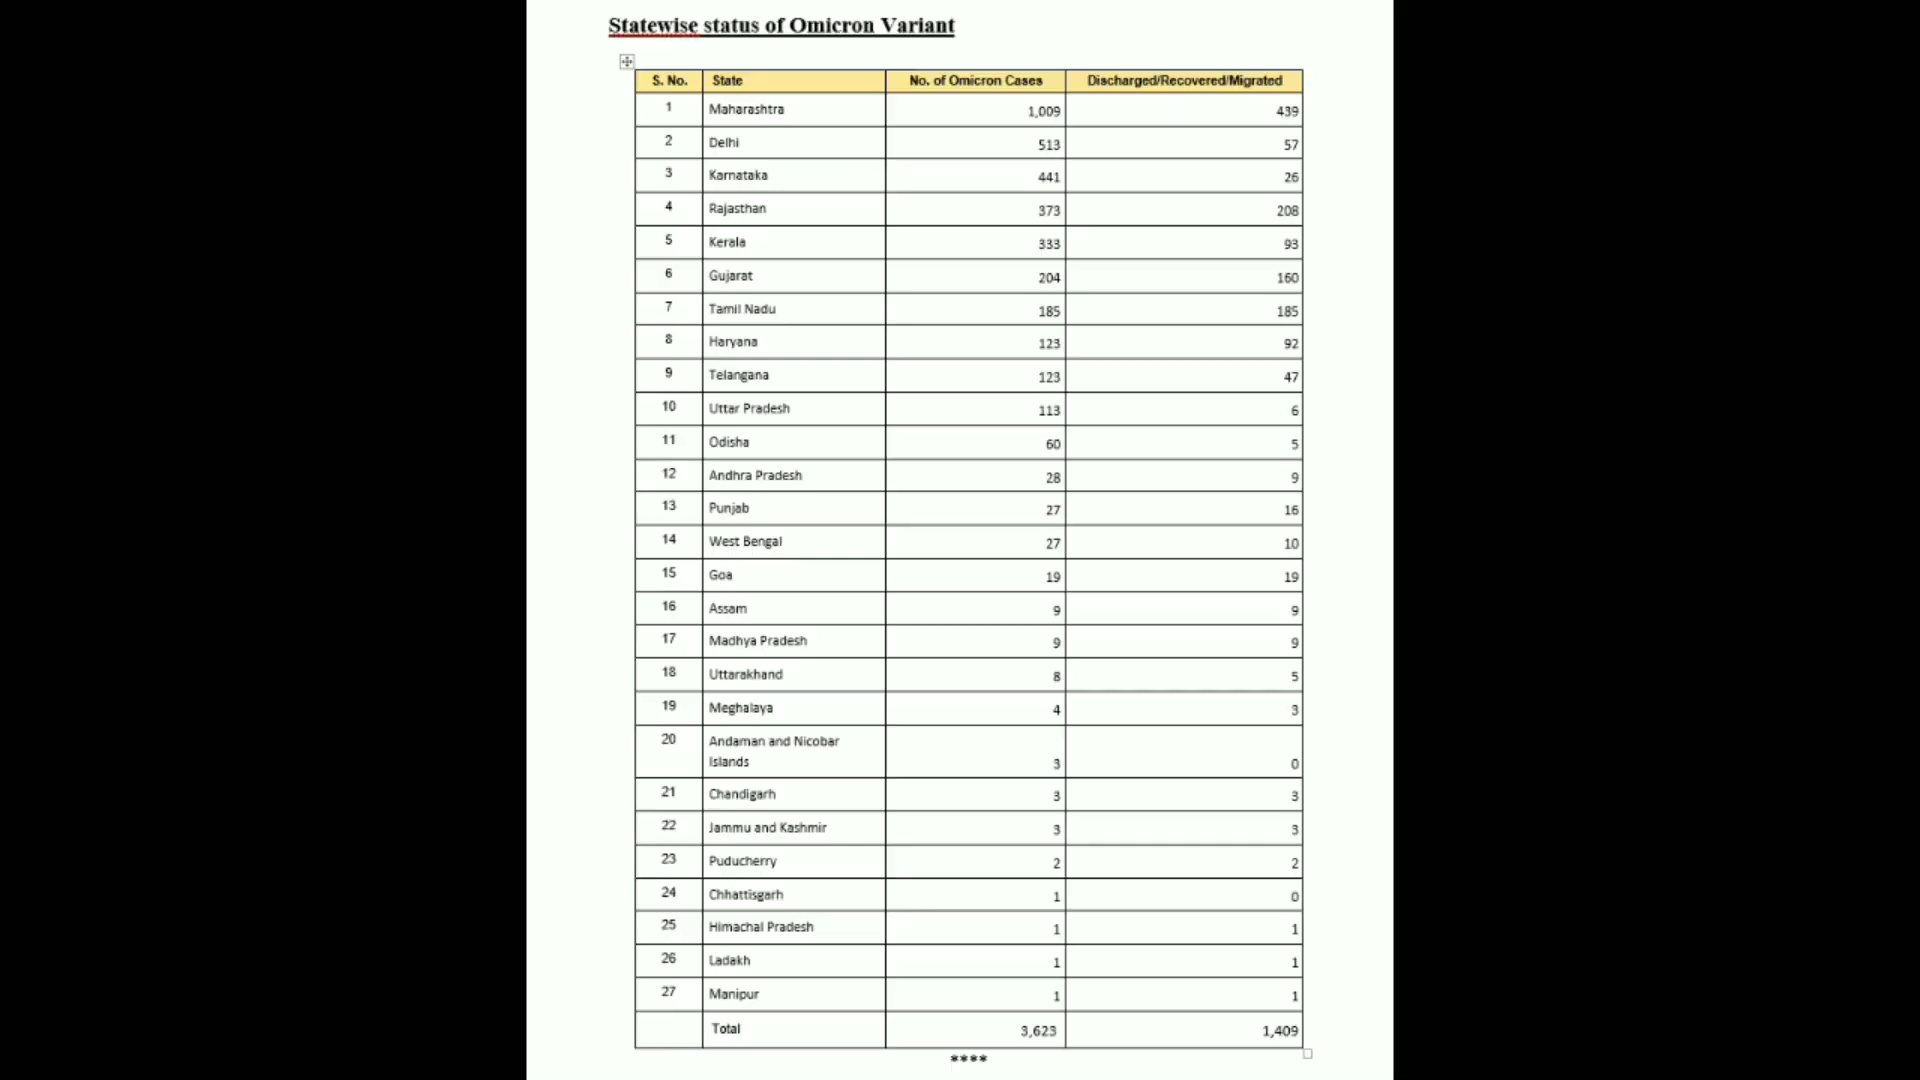 Statewise status of Omicron Variant
S. No. State No. of Omicron Cases Discharged/Recovered/Migrated
1 Maharashtra 1,009 439
2 Delhi 513 57
3 Karnataka 441 26
4 Rajasthan 373 208
5 Kerala 333 93
6 Gujarat 204 160
7 Tamil Nadu 185 185
8 Haryana 123 92
9 Telangana 123 47
10 Uttar Pradesh 113 6
11 Odisha 60 5
12 Andhra Pradesh 28 9
13 Punjab 27 16
14 West Bengal 27 10
15 Goa 19 19
16 Assam 9 9
17 Madhya Pradesh 9 9
18 Uttarakhand 8 5
19 Meghalaya 4 3
20 Andaman and Nicobar
Islands 3 0
21 Chandigarh 3 3
22 Jammu and Kashmir 3 3
23 Puducherry 2 2
24 Chhattisgarh 1 0
25 Himachal Pradesh 1 1
26 Ladakh 1 1
27 Manipur 1 1
Total 3,623 1,409
****